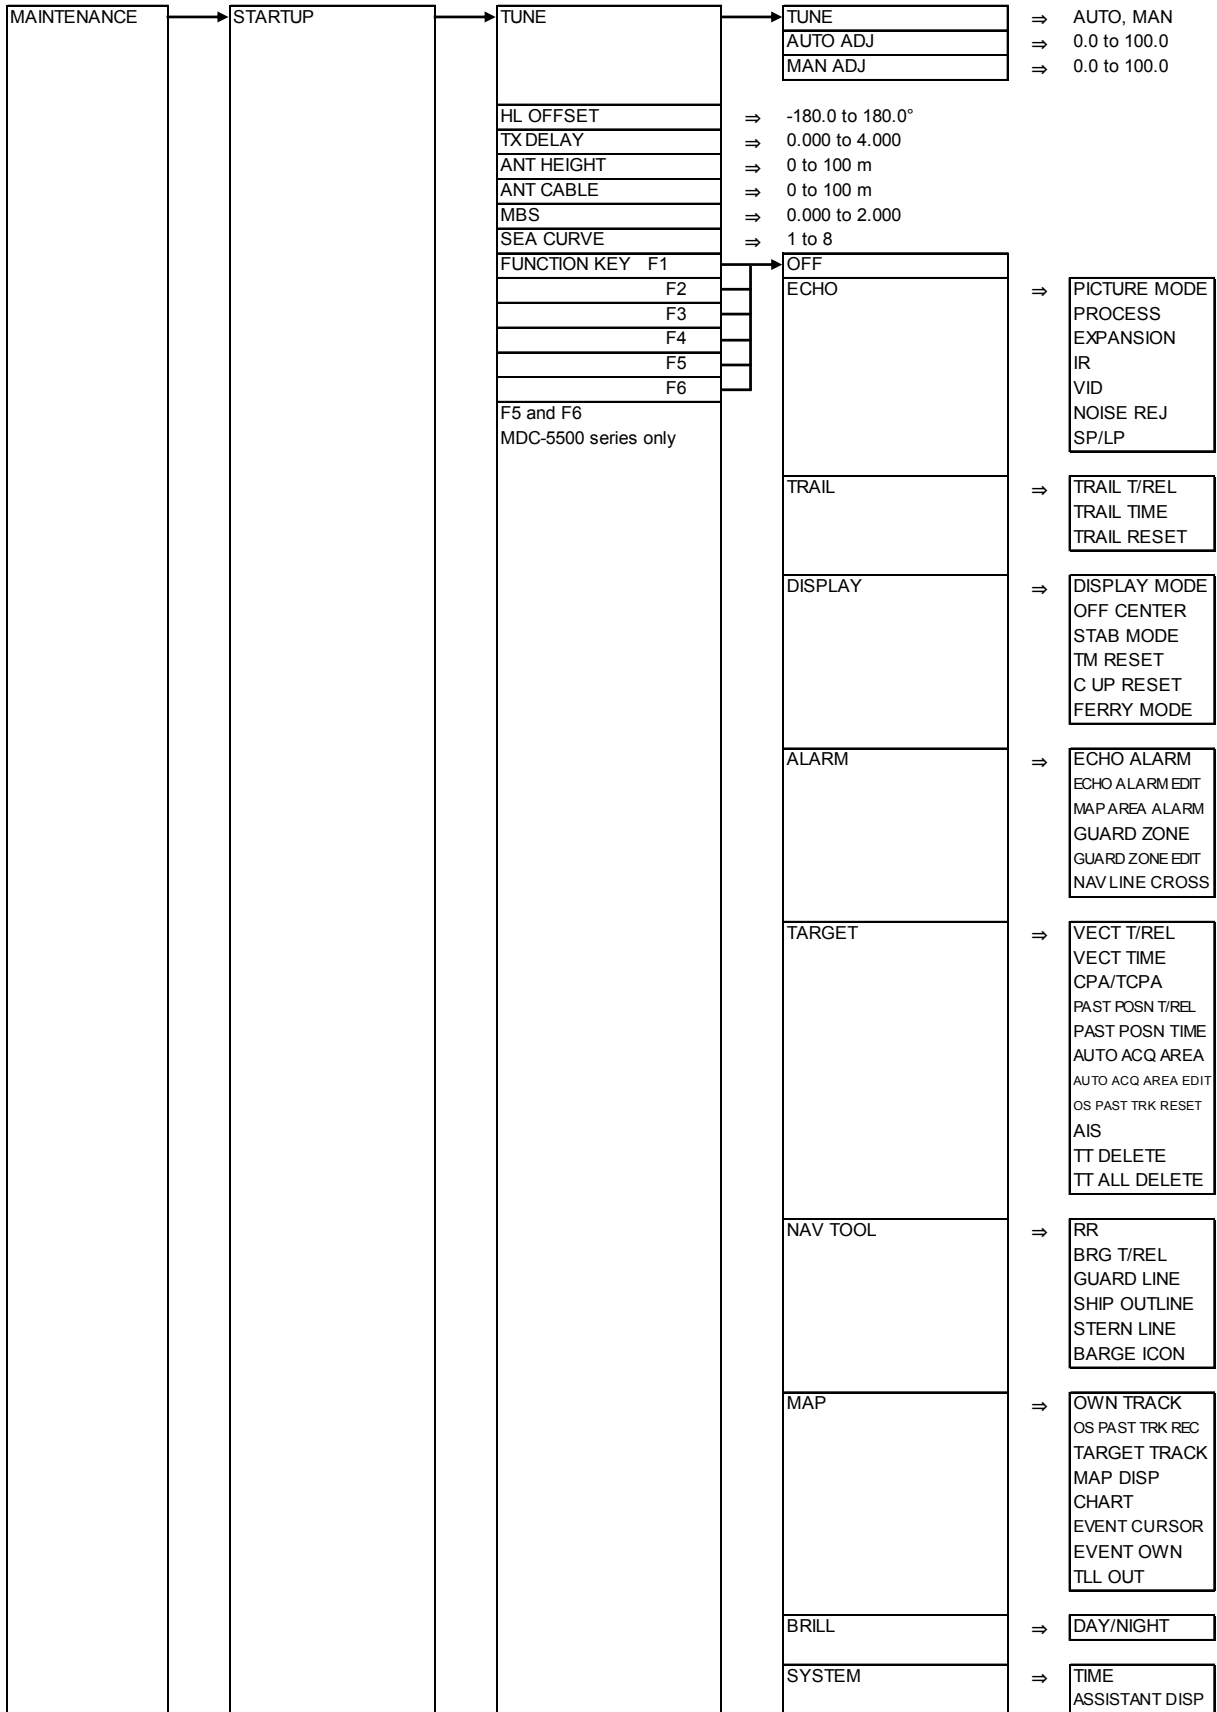 MAINTENANCE STARTUP TUNE TUNE ⇒ AUTO, MAN
AUTO ADJ ⇒ 0.0 to 100.0
MAN ADJ ⇒ 0.0 to 100.0
HL OFFSET ⇒ -180.0 to 180.0°
TX DELAY ⇒ 0.000 to 4.000
ANT HEIGHT ⇒ 0 to 100 m
ANT CABLE ⇒ 0 to 100 m
MBS ⇒ 0.000 to 2.000
SEA CURVE ⇒ 1 to 8
FUNCTION KEY F1 OFF
F2 ECHO ⇒ PICTURE MODE
F3 PROCESS
F4 EXPANSION
F5 IR
F6 VID
F5 and F6 NOISE REJ
MDC-5500 series only SP/LP
TRAIL ⇒ TRAIL T/REL
TRAIL TIME
TRAIL RESET
DISPLAY ⇒ DISPLAY MODE
OFF CENTER
STAB MODE
TM RESET
C UP RESET
FERRY MODE
ALARM ⇒ ECHO ALARM
ECHO ALARM EDIT
MAP AREA ALARM
GUARD ZONE
GUARD ZONE EDIT
NAV LINE CROSS
TARGET ⇒ VECT T/REL
VECT TIME
CPA/TCPA
PAST POSN T/REL
PAST POSN TIME
AUTO ACQ AREA
AUTO ACQ AREA EDIT
OS PAST TRK RESET
AIS
TT DELETE
TT ALL DELETE
NAV TOOL ⇒ RR
BRG T/REL
GUARD LINE
SHIP OUTLINE
STERN LINE
BARGE ICON
MAP ⇒ OWN TRACK
OS PAST TRK REC
TARGET TRACK
MAP DISP
CHART
EVENT CURSOR
EVENT OWN
TLL OUT
BRILL ⇒ DAY/NIGHT
SYSTEM ⇒ TIME
ASSISTANT DISP